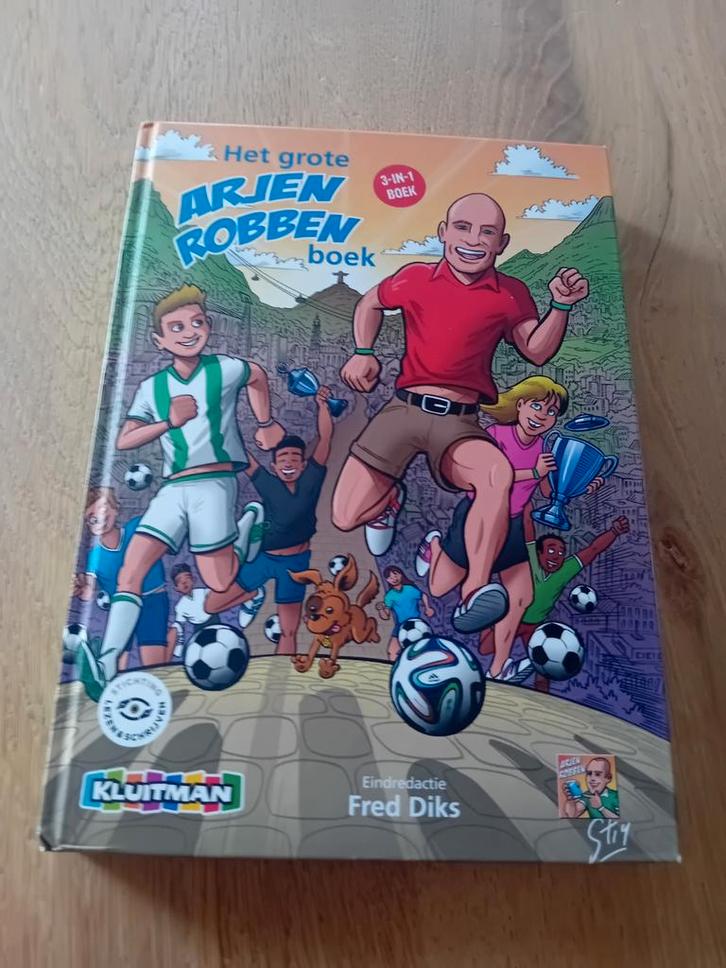 Het grote
ARJEN
ROBBEN
boek
3-IN-1
BOEK
STICHTING
LEZEN&SCHRIJVEN
KLUITMAN
Eindredactie
Fred Diks
ARJEN
ROBBEN